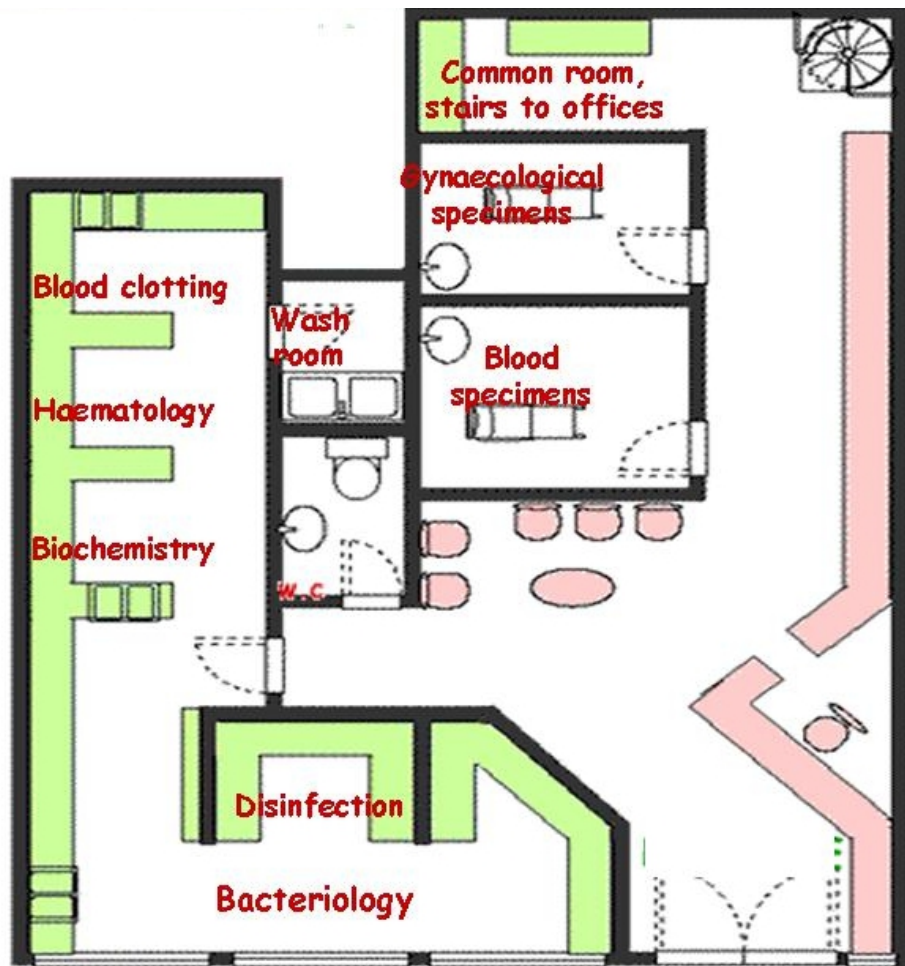 Common room,
stairs to offices
Gynaecological
specimens
Blood clotting
Wash
room
Blood
specimens
Haematology
Biochemistry
w.c
Disinfection
Bacteriology